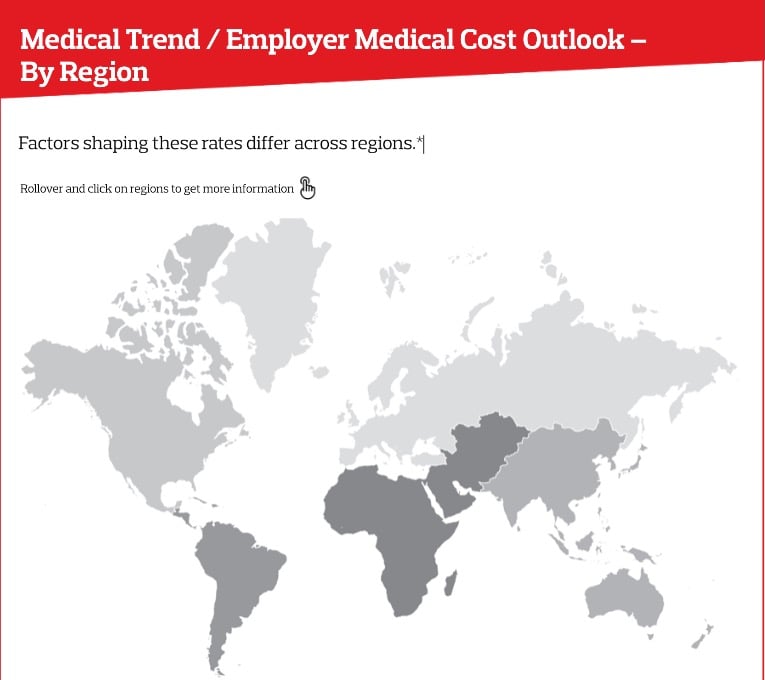 Medical Trend / Employer Medical Cost Outlook –
By Region
Factors shaping these rates differ across regions.*
Rollover and click on regions to get more information